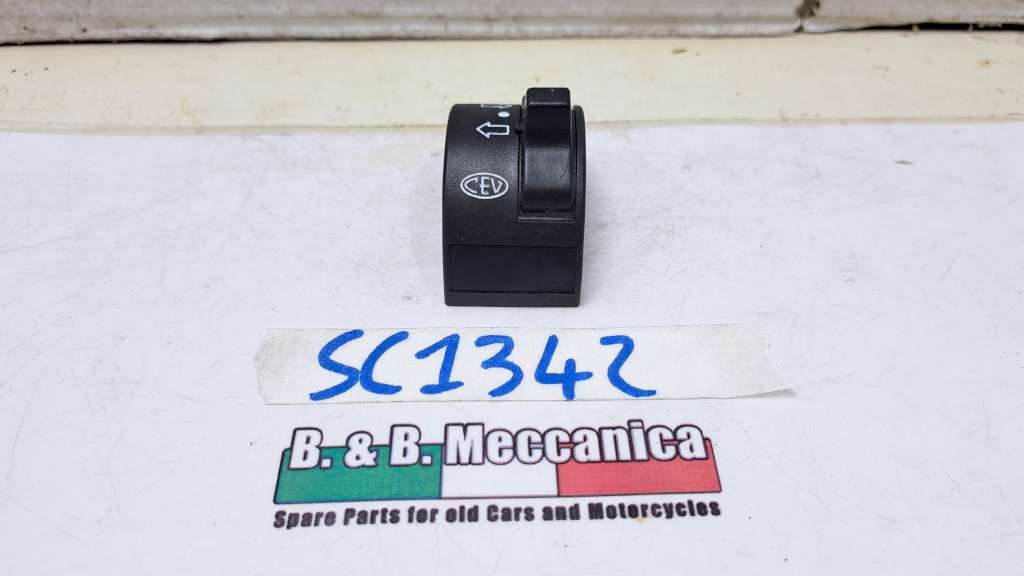 CEV
SC1342
B. & B. Meccanica
Spare Parts for old Cars and Motorcycles